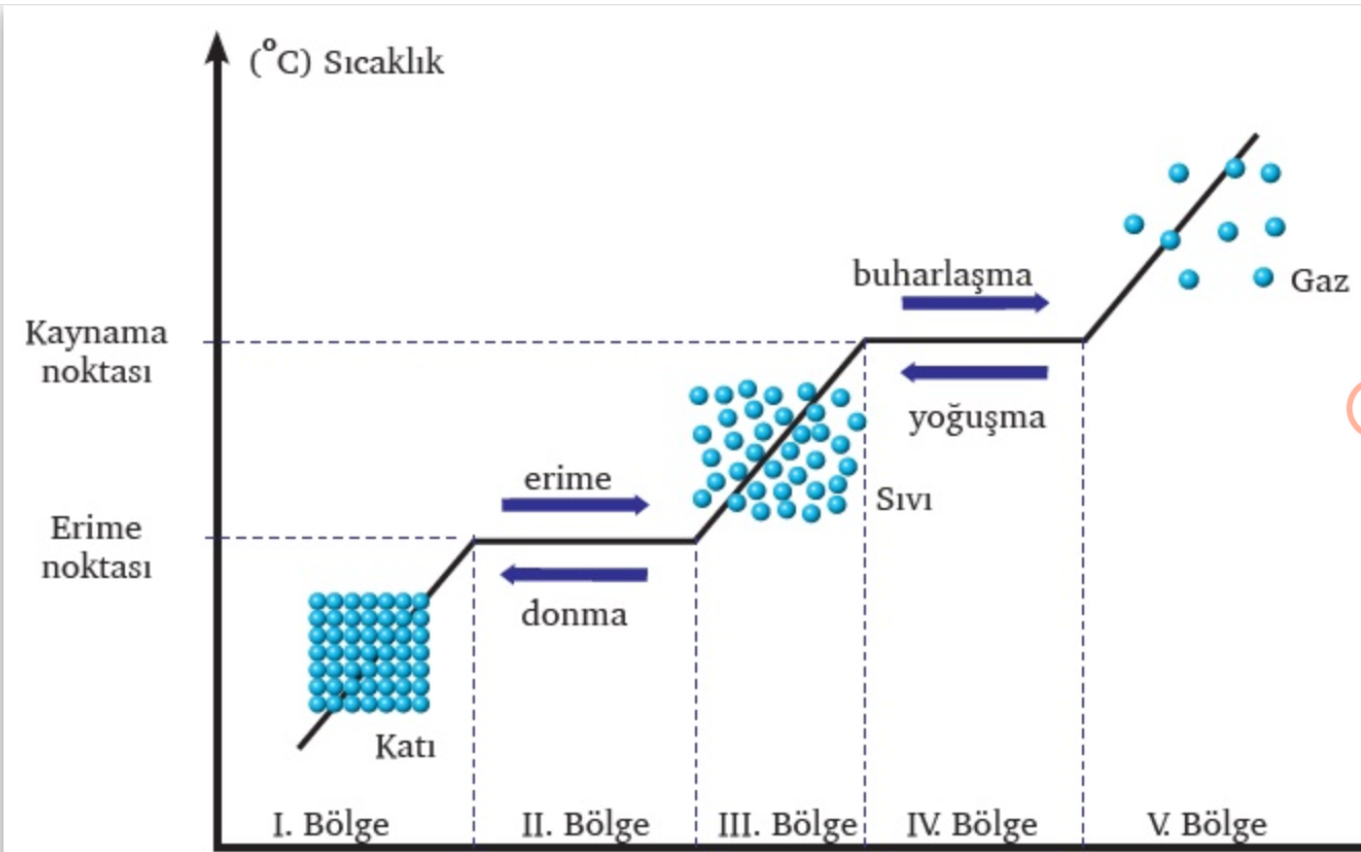 (°C) Sıcaklık
buharlaşma
Gaz
Kaynama
noktası
yoğuşma
erime
Sıvı
Erime
noktası
donma
Katı
I. Bölge
II. Bölge
III. Bölge
IV. Bölge
V. Bölge